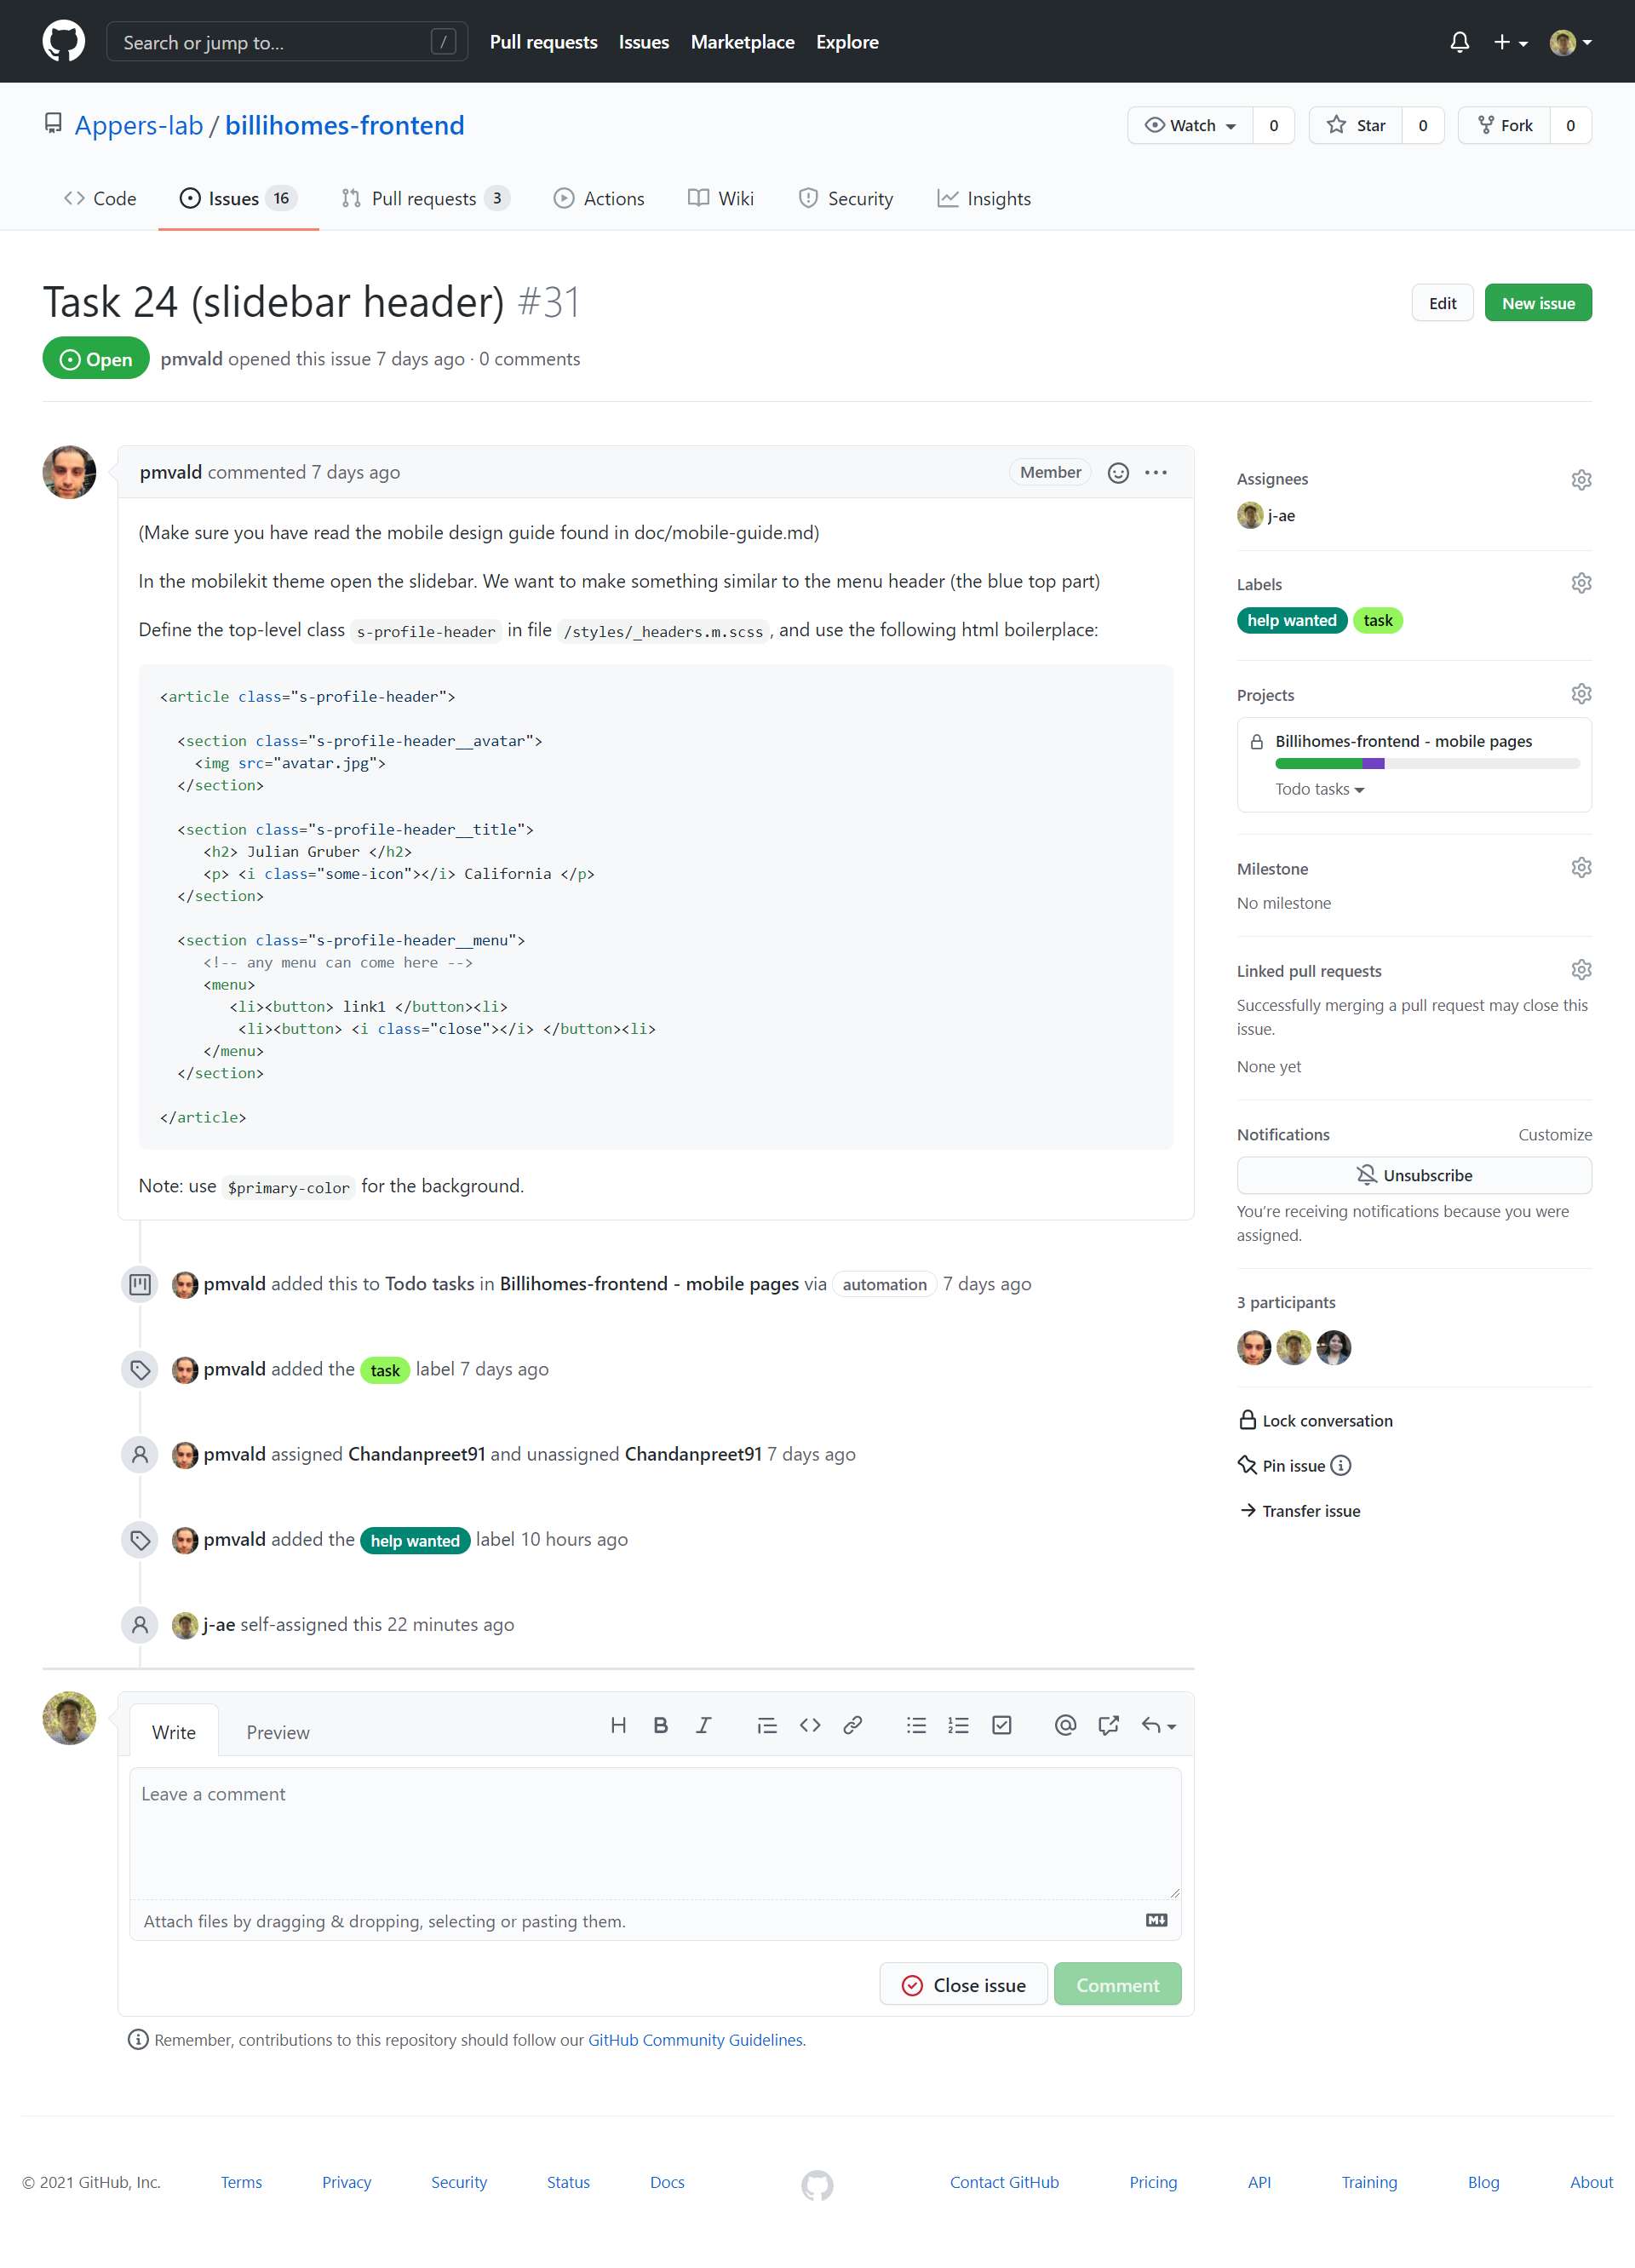 Search or jump to... / Pull requests Issues Marketplace Explore
Appers-lab / billihomes-frontend Watch 0 Star 0 Fork 0
Code Issues 16 Pull requests 3 Actions Wiki Security Insights
Task 24 (slidebar header) #31 Edit New issue
Open pmvald opened this issue 7 days ago · 0 comments
pmvald commented 7 days ago Member
(Make sure you have read the mobile design guide found in doc/mobile-guide.md)
In the mobilekit theme open the slidebar. We want to make something similar to the menu header (the blue top part)
Define the top-level class s-profile-header in file /styles/_headers.m.scss, and use the following html boilerplace:
<article class="s-profile-header">
<section class="s-profile-header__avatar">
<img src="avatar.jpg">
</section>
<section class="s-profile-header__title">
<h2> Julian Gruber </h2>
<p> <i class="some-icon"></i> California </p>
</section>
<section class="s-profile-header__menu">
<!-- any menu can come here -->
<menu>
<li><button> link1 </button><li>
<li><button> <i class="close"></i> </button><li>
</menu>
</section>
</article>
Note: use $primary-color for the background.
pmvald added this to Todo tasks in Billihomes-frontend - mobile pages via automation 7 days ago
pmvald added the task label 7 days ago
pmvald assigned Chandanpreet91 and unassigned Chandanpreet91 7 days ago
pmvald added the help wanted label 10 hours ago
j-ae self-assigned this 22 minutes ago
Write Preview
Leave a comment
Attach files by dragging & dropping, selecting or pasting them.
Close issue Comment
Remember, contributions to this repository should follow our GitHub Community Guidelines.
Assignees
j-ae
Labels
help wanted task
Projects
Billihomes-frontend - mobile pages
Todo tasks
Milestone
No milestone
Linked pull requests
Successfully merging a pull request may close this
issue.
None yet
Notifications Customize
Unsubscribe
You're receiving notifications because you were
assigned.
3 participants
Lock conversation
Pin issue
Transfer issue
© 2021 GitHub, Inc. Terms Privacy Security Status Docs Contact GitHub Pricing API Training Blog About